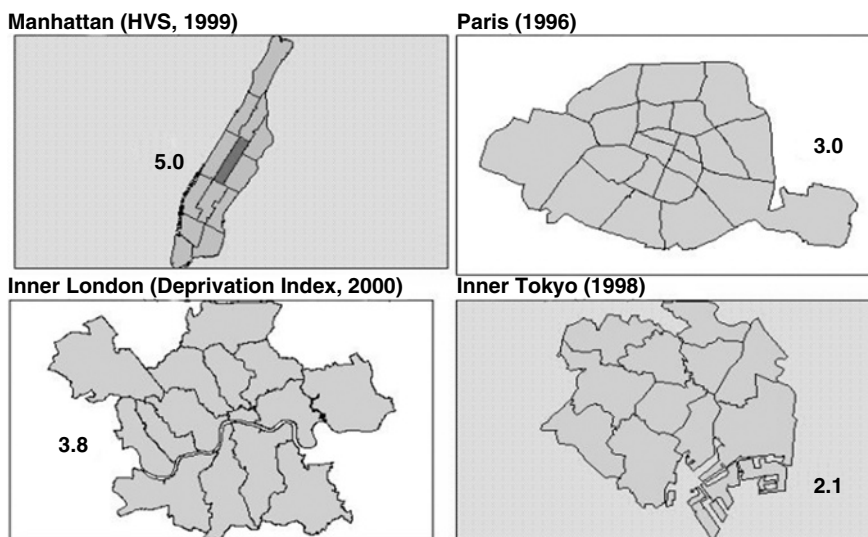 Manhattan (HVS, 1999)
Paris (1996)
5.0
3.0
Inner London (Deprivation Index, 2000)
Inner Tokyo (1998)
3.8
2.1